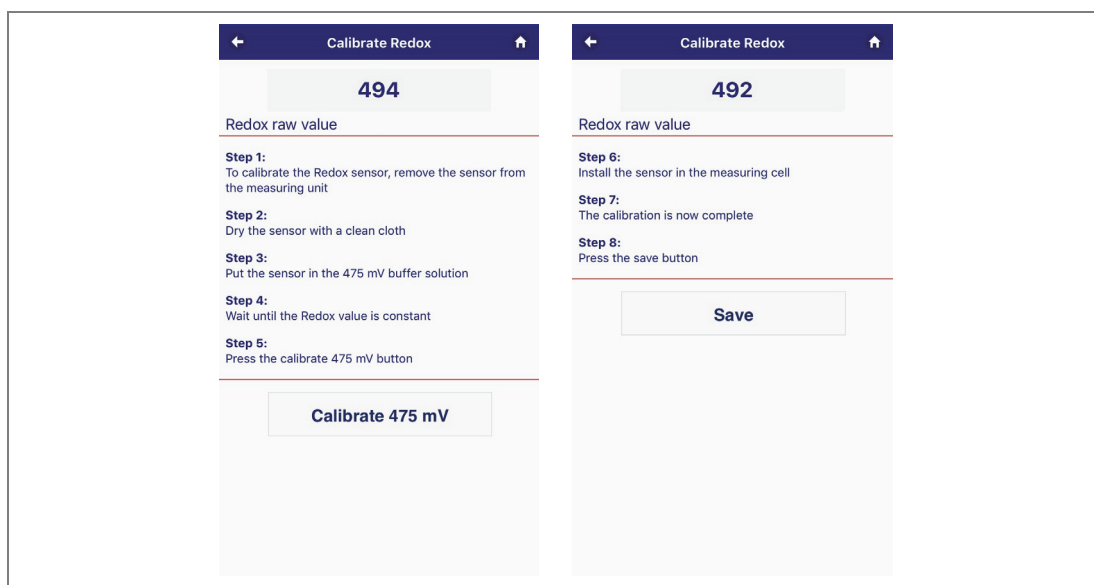 Calibrate Redox
494
Redox raw value
Step 1:
To calibrate the Redox sensor, remove the sensor from
the measuring unit
Step 2:
Dry the sensor with a clean cloth
Step 3:
Put the sensor in the 475 mV buffer solution
Step 4:
Wait until the Redox value is constant
Step 5:
Press the calibrate 475 mV button
Calibrate 475 mV
Calibrate Redox
492
Redox raw value
Step 6:
Install the sensor in the measuring cell
Step 7:
The calibration is now complete
Step 8:
Press the save button
Save